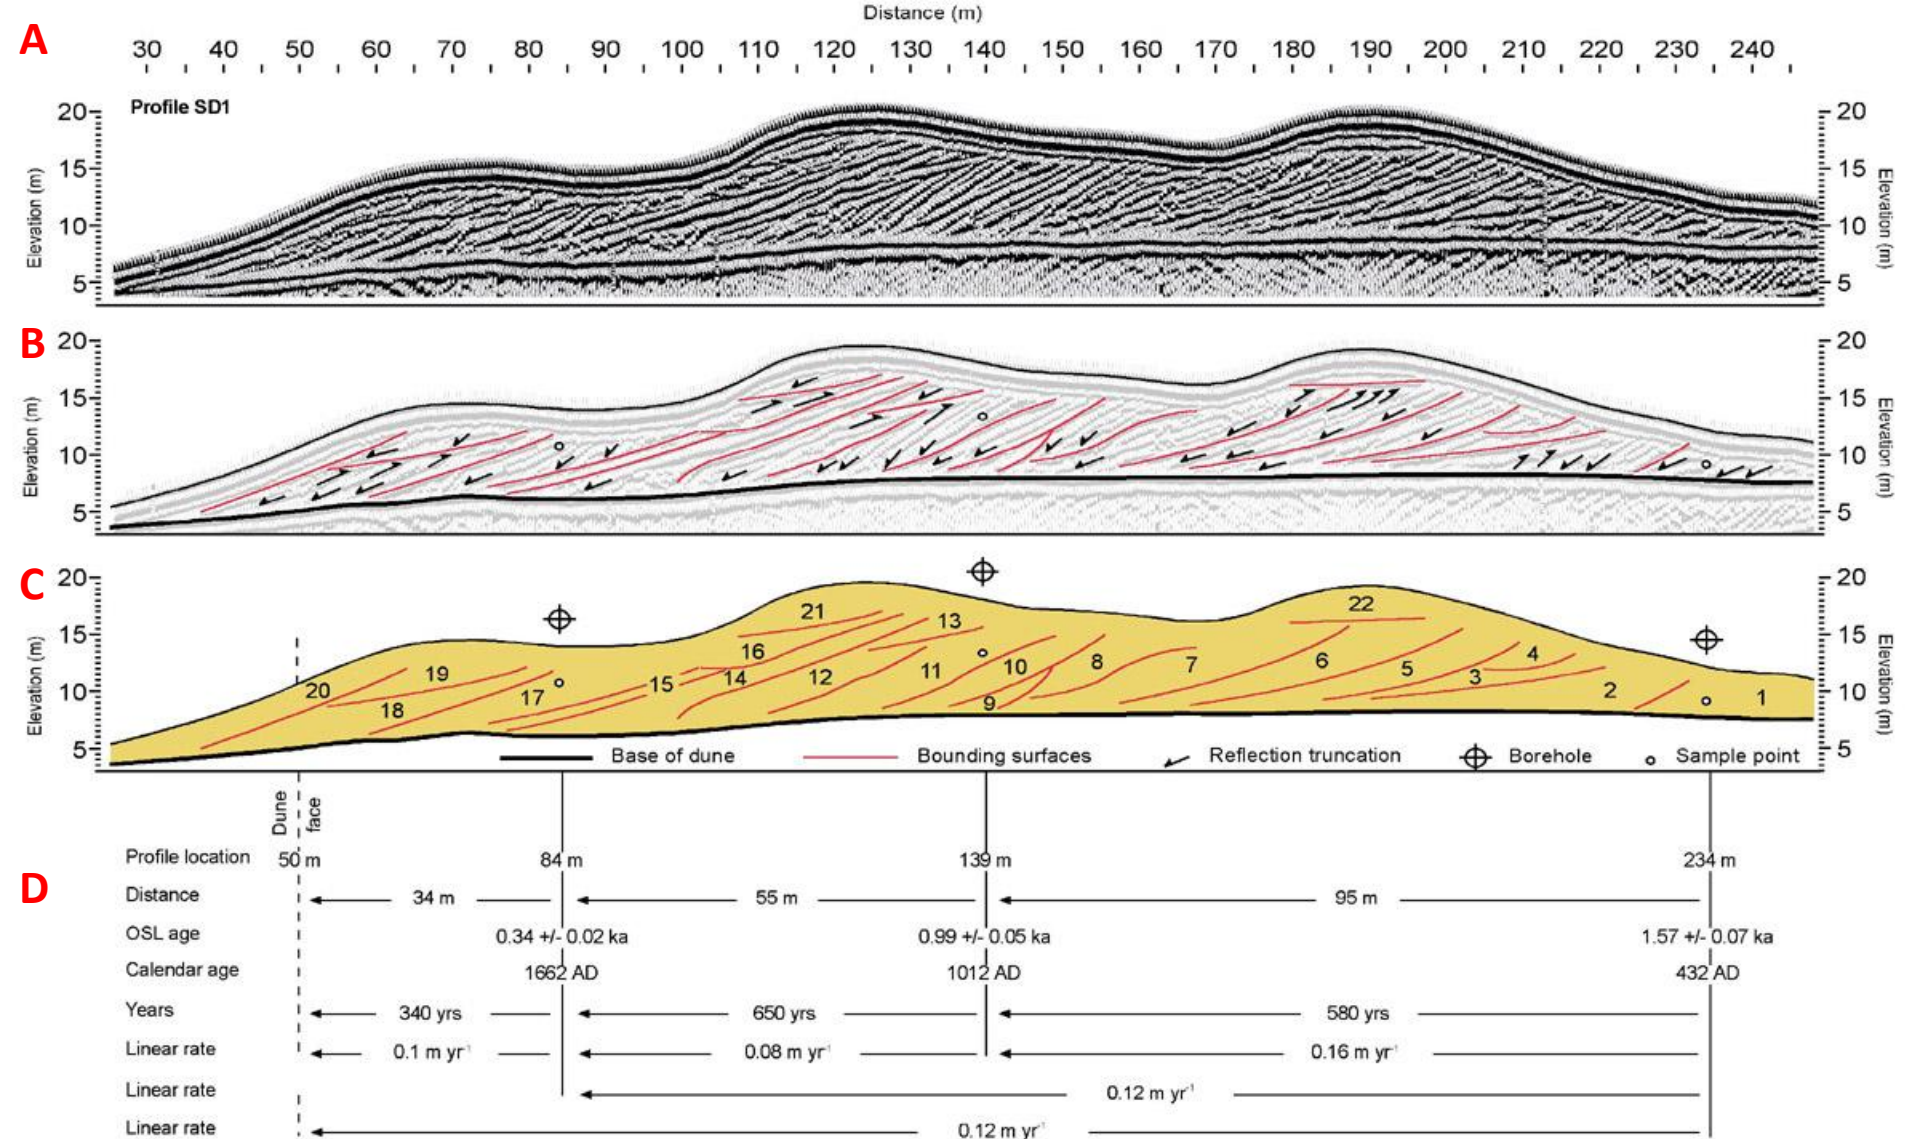 Distance (m)
A
30 40 50 60 70 80 90 100 110 120 130 140 150 160 170 180 190 200 210 220 230 240
Profile SD1
20 20
15 15
10 10
5 5
Elevation (m) Elevation (m)
B
20 20
15 15
10 10
5 5
Elevation (m) Elevation (m)
C
20 20
15 15
10 10
5 5
Elevation (m) Elevation (m)
21 22
13
16 4
19 15 14 12 11 10 8 7 6 5 3
20 18 17 9 2 1
Base of dune Bounding surfaces Reflection truncation Borehole Sample point
Dune face
D
Profile location 50 m 84 m 139 m 234 m
Distance 34 m 55 m 95 m
OSL age 0.34 +/- 0.02 ka 0.99 +/- 0.05 ka 1.57 +/- 0.07 ka
Calendar age 1662 AD 1012 AD 432 AD
Years 340 yrs 650 yrs 580 yrs
Linear rate 0.1 m yr⁻¹ 0.08 m yr⁻¹ 0.16 m yr⁻¹
Linear rate 0.12 m yr⁻¹
Linear rate 0.12 m yr⁻¹